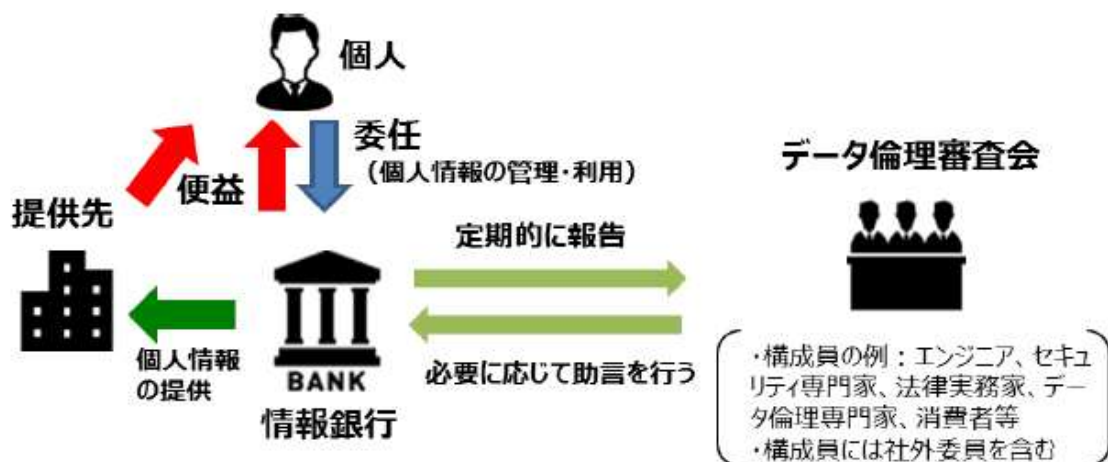 個人
委任
(個人情報の管理・利用)
便益
提供先
データ倫理審査会
定期的に報告
個人情報
の提供
BANK
情報銀行
必要に応じて助言を行う
・構成員の例：エンジニア、セキュ
リティ専門家、法律実務家、デー
タ倫理専門家、消費者等
・構成員には社外委員を含む